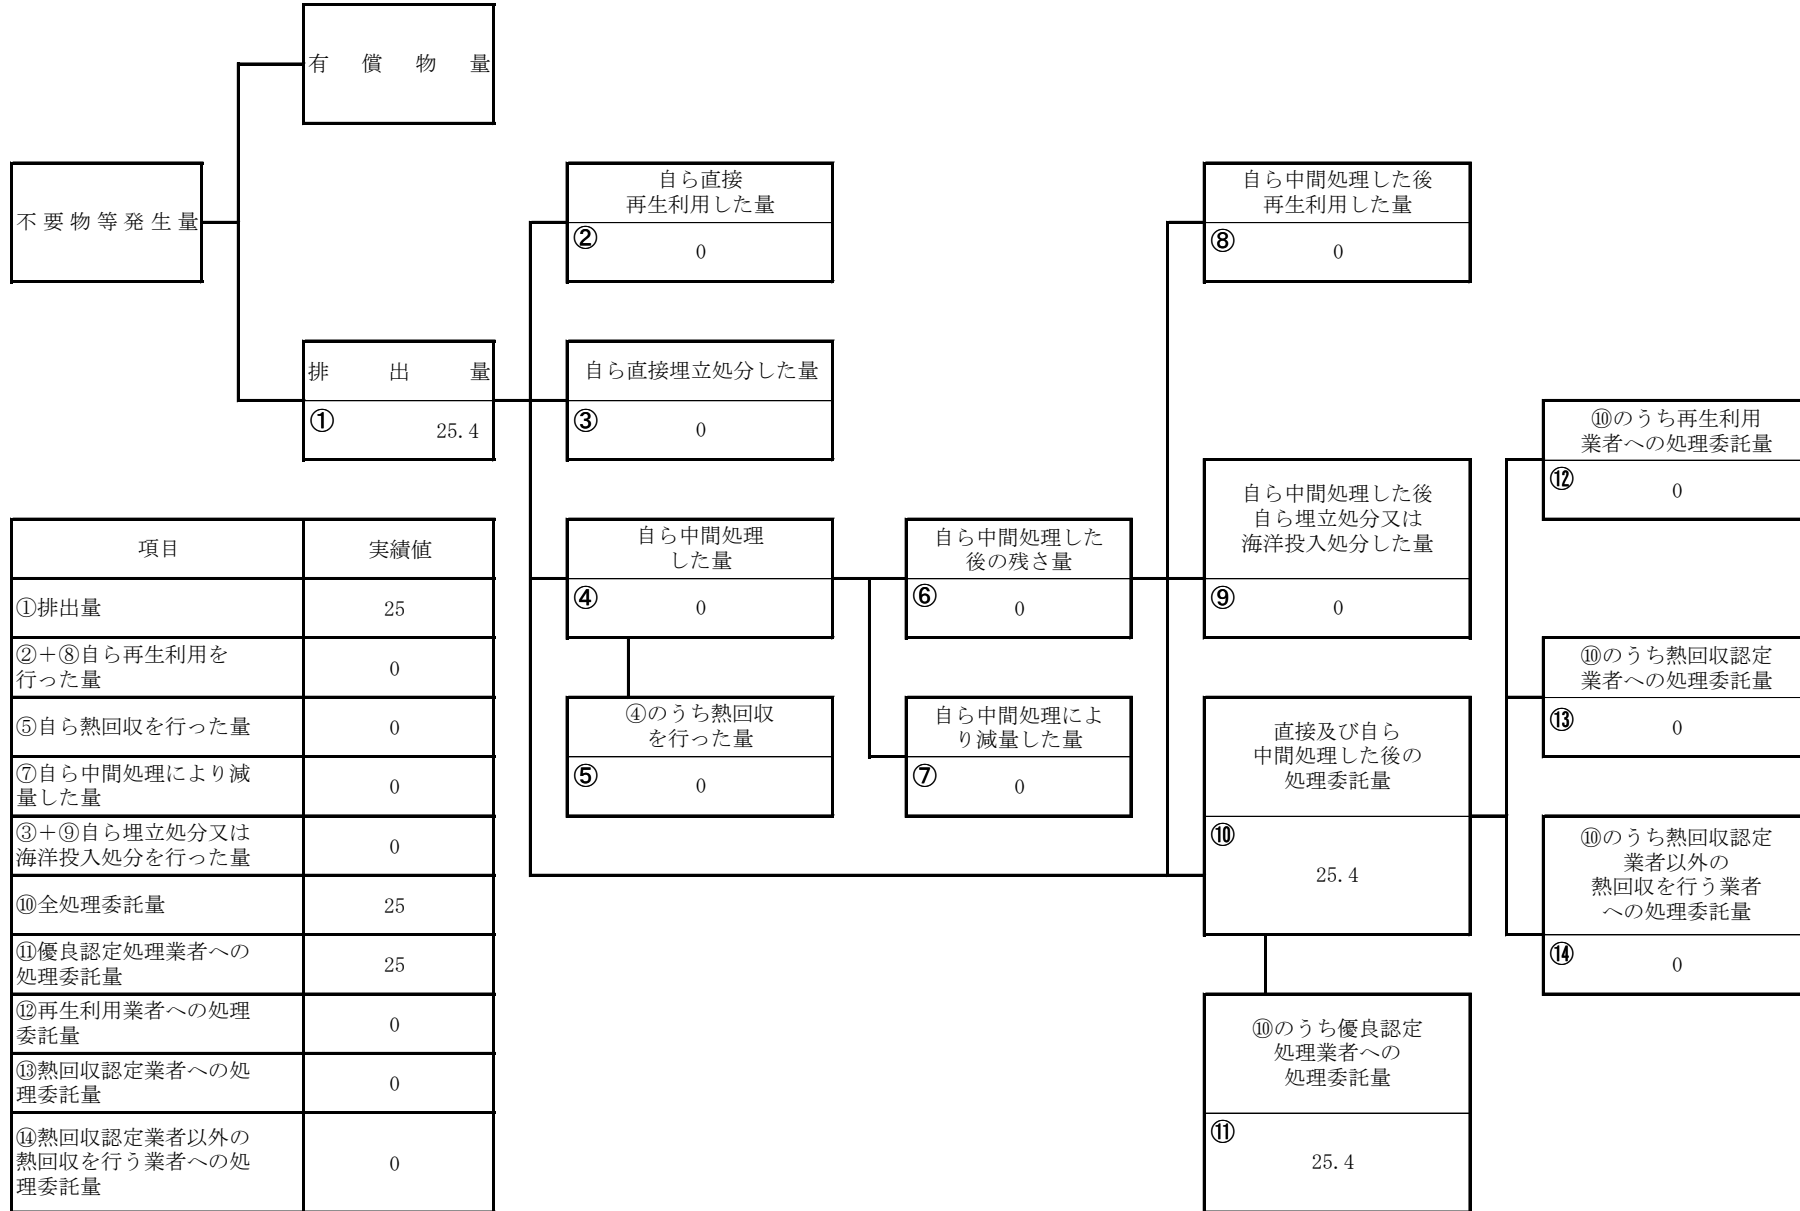 有償物量
不要物等発生量
排出量
① 25.4
自ら直接
再生利用した量
② 0
自ら直接埋立処分した量
③ 0
自ら中間処理
した量
④ 0
④のうち熱回収
を行った量
⑤ 0
自ら中間処理した
後の残さ量
⑥ 0
自ら中間処理によ
り減量した量
⑦ 0
自ら中間処理した後
再生利用した量
⑧ 0
自ら中間処理した後
自ら埋立処分又は
海洋投入処分した量
⑨ 0
直接及び自ら
中間処理した後の
処理委託量
⑩
25.4
⑩のうち優良認定
処理業者への
処理委託量
⑪
25.4
⑩のうち再生利用
業者への処理委託量
⑫ 0
⑩のうち熱回収認定
業者への処理委託量
⑬ 0
⑩のうち熱回収認定
業者以外の
熱回収を行う業者
への処理委託量
⑭ 0
項目 実績値
①排出量 25
②+⑧自ら再生利用を
行った量 0
⑤自ら熱回収を行った量 0
⑦自ら中間処理により減
量した量 0
③+⑨自ら埋立処分又は
海洋投入処分を行った量 0
⑩全処理委託量 25
⑪優良認定処理業者への
処理委託量 25
⑫再生利用業者への処理
委託量 0
⑬熱回収認定業者への処
理委託量 0
⑭熱回収認定業者以外の
熱回収を行う業者への処
理委託量 0